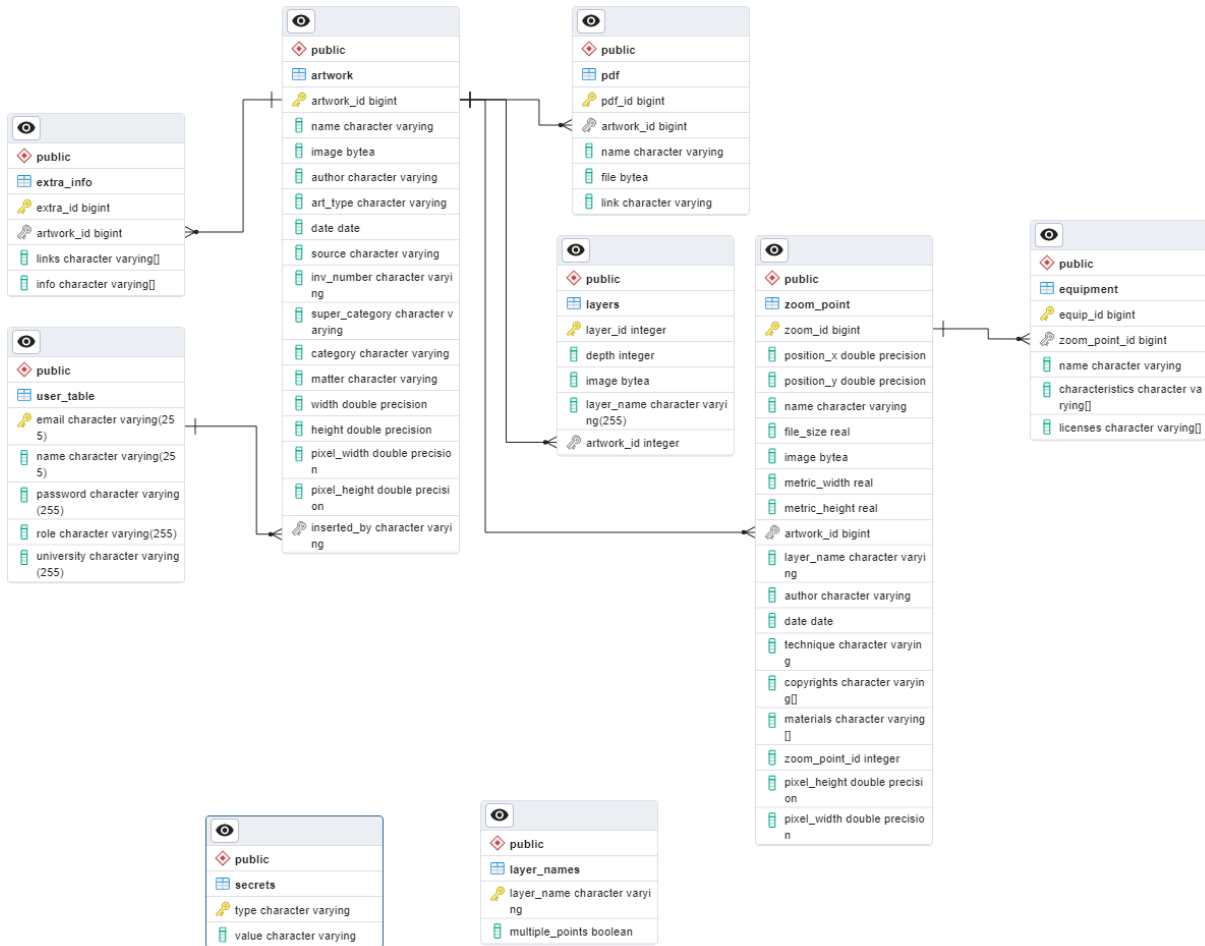 public
artwork
artwork_id bigint
name character varying
image bytea
author character varying
art_type character varying
date date
source character varying
inv_number character varyi
ng
super_category character v
arying
category character varying
matter character varying
width double precision
height double precision
pixel_width double precisio
n
pixel_height double precisi
on
inserted_by character varyi
ng
public
pdf
pdf_id bigint
artwork_id bigint
name character varying
file bytea
link character varying
public
extra_info
extra_id bigint
artwork_id bigint
links character varying[]
info character varying[]
public
user_table
email character varying(25
5)
name character varying(25
5)
password character varying
(255)
role character varying(255)
university character varying
(255)
public
layers
layer_id integer
depth integer
image bytea
layer_name character varyi
ng(255)
artwork_id integer
public
zoom_point
zoom_id bigint
position_x double precision
position_y double precision
name character varying
file_size real
image bytea
metric_width real
metric_height real
artwork_id bigint
layer_name character varyi
ng
author character varying
date date
technique character varyin
g
copyrights character varyin
g[]
materials character varying
[]
zoom_point_id integer
pixel_height double precisi
on
pixel_width double precisio
n
public
equipment
equip_id bigint
zoom_point_id bigint
name character varying
characteristics character va
rying[]
licenses character varying[]
public
secrets
type character varying
value character varying
public
layer_names
layer_name character varyi
ng
multiple_points boolean